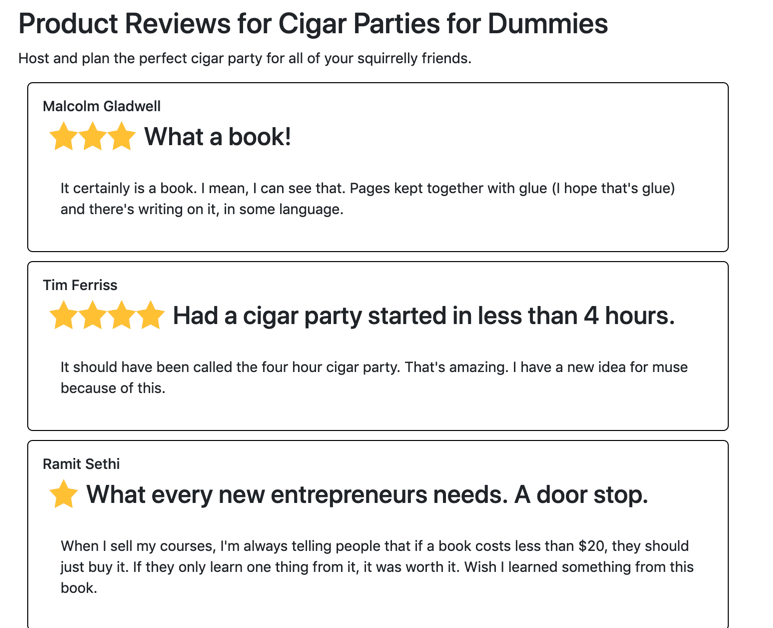 Product Reviews for Cigar Parties for Dummies
Host and plan the perfect cigar party for all of your squirrelly friends.
Malcolm Gladwell
What a book!
It certainly is a book. I mean, I can see that. Pages kept together with glue (I hope that's glue)
and there's writing on it, in some language.
Tim Ferriss
Had a cigar party started in less than 4 hours.
It should have been called the four hour cigar party. That's amazing. I have a new idea for muse
because of this.
Ramit Sethi
What every new entrepreneurs needs. A door stop.
When I sell my courses, I'm always telling people that if a book costs less than $20, they should
just buy it. If they only learn one thing from it, it was worth it. Wish I learned something from this
book.